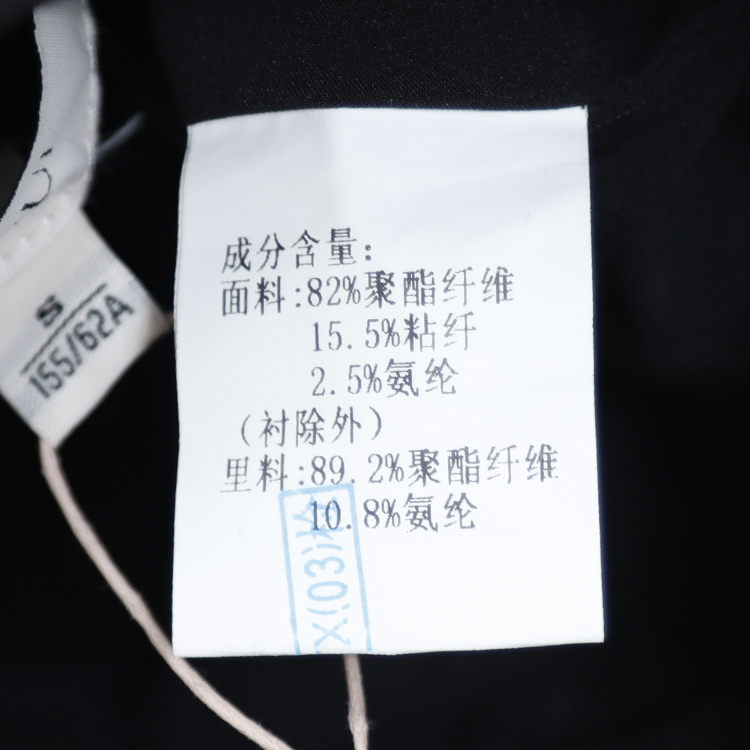 S
155/62A
成分含量:
面料:82%聚酯纤维
15.5%粘纤
2.5%氨纶
(衬除外)
里料:89.2%聚酯纤维
10.8%氨纶